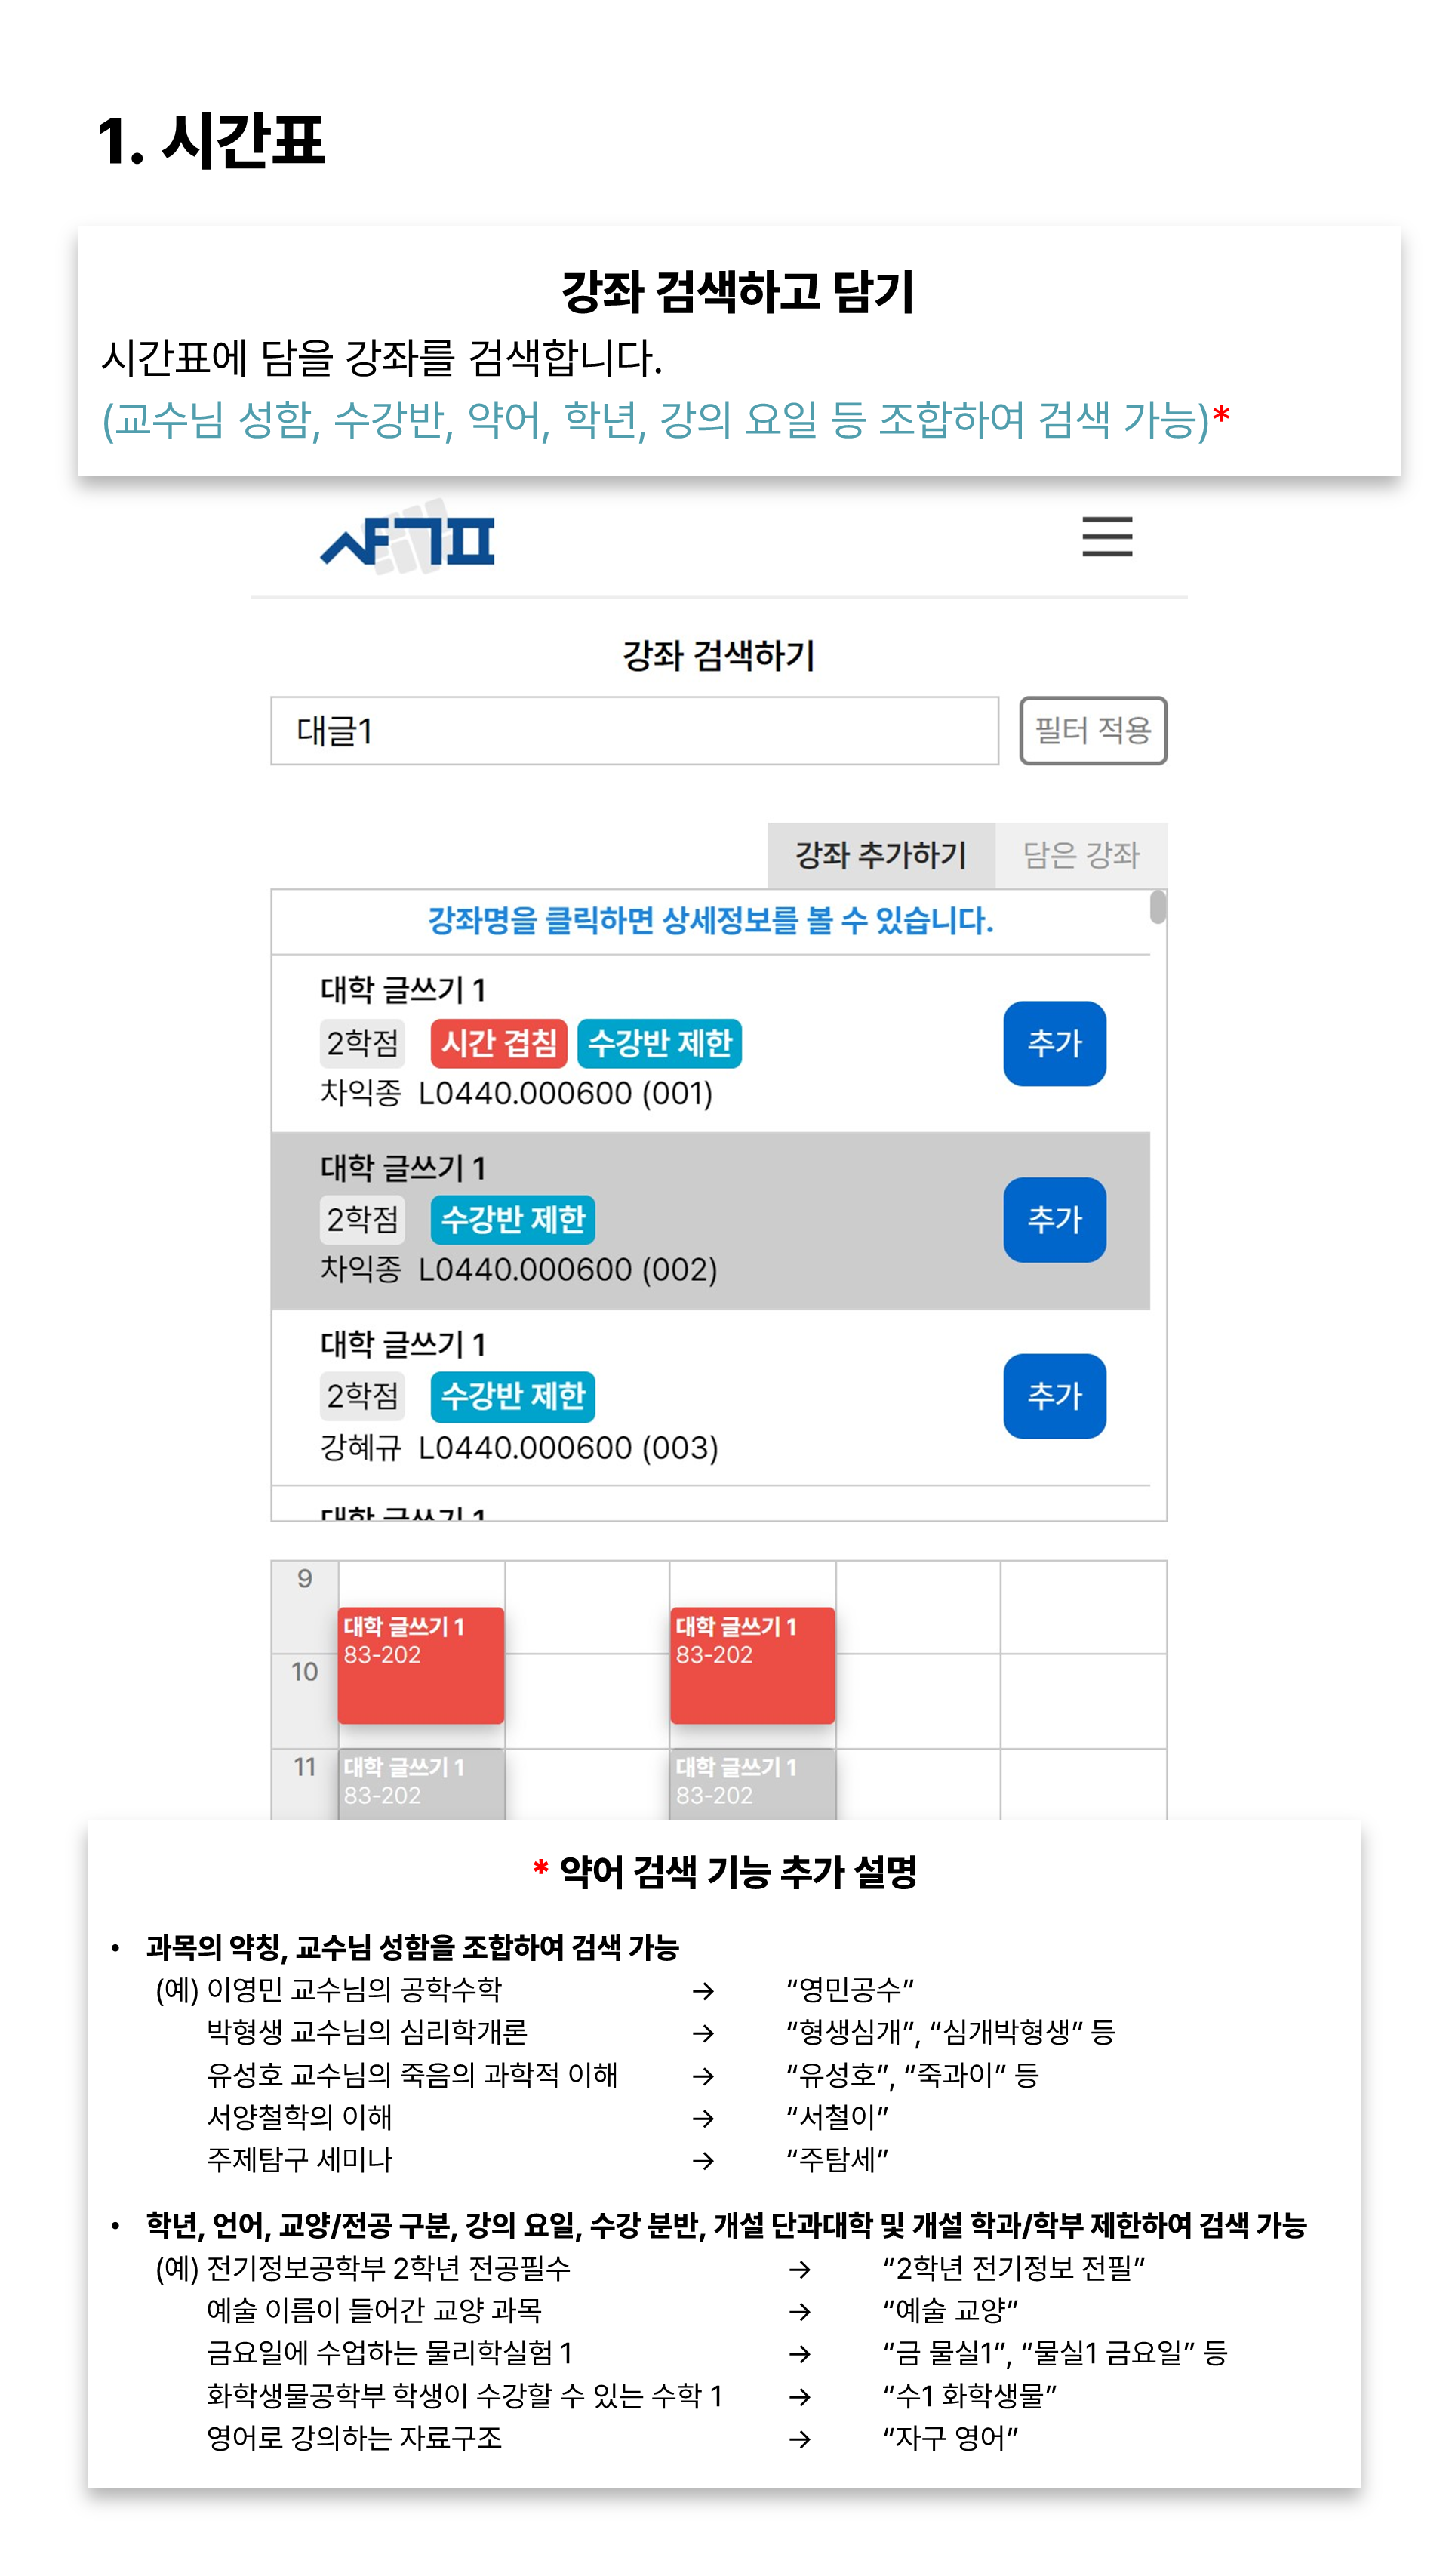 1. 시간표
강좌 검색하고 담기
시간표에 담을 강좌를 검색합니다.
(교수님 성함, 수강반, 약어, 학년, 강의 요일 등 조합하여 검색 가능)*
샤ㄱ표
강좌 검색하기
대글1
필터 적용
강좌 추가하기
담은 강좌
강좌명을 클릭하면 상세정보를 볼 수 있습니다.
대학 글쓰기 1
2학점 시간 겹침 수강반 제한
추가
차익종 L0440.000600 (001)
대학 글쓰기 1
2학점 수강반 제한
추가
차익종 L0440.000600 (002)
대학 글쓰기 1
2학점 수강반 제한
추가
강혜규 L0440.000600 (003)
대학 글쓰기 1
9
대학 글쓰기 1
83-202
대학 글쓰기 1
83-202
10
11
대학 글쓰기 1
83-202
대학 글쓰기 1
83-202
* 약어 검색 기능 추가 설명
• 과목의 약칭, 교수님 성함을 조합하여 검색 가능
(예) 이영민 교수님의 공학수학 → “영민공수”
박형생 교수님의 심리학개론 → “형생심개”, “심개박형생” 등
유성호 교수님의 죽음의 과학적 이해 → “유성호”, “죽과이” 등
서양철학의 이해 → “서철이”
주제탐구 세미나 → “주탐세”
• 학년, 언어, 교양/전공 구분, 강의 요일, 수강 분반, 개설 단과대학 및 개설 학과/학부 제한하여 검색 가능
(예) 전기정보공학부 2학년 전공필수 → “2학년 전기정보 전필”
예술 이름이 들어간 교양 과목 → “예술 교양”
금요일에 수업하는 물리학실험 1 → “금 물실1”, “물실1 금요일” 등
화학생물공학부 학생이 수강할 수 있는 수학 1 → “수1 화학생물”
영어로 강의하는 자료구조 → “자구 영어”